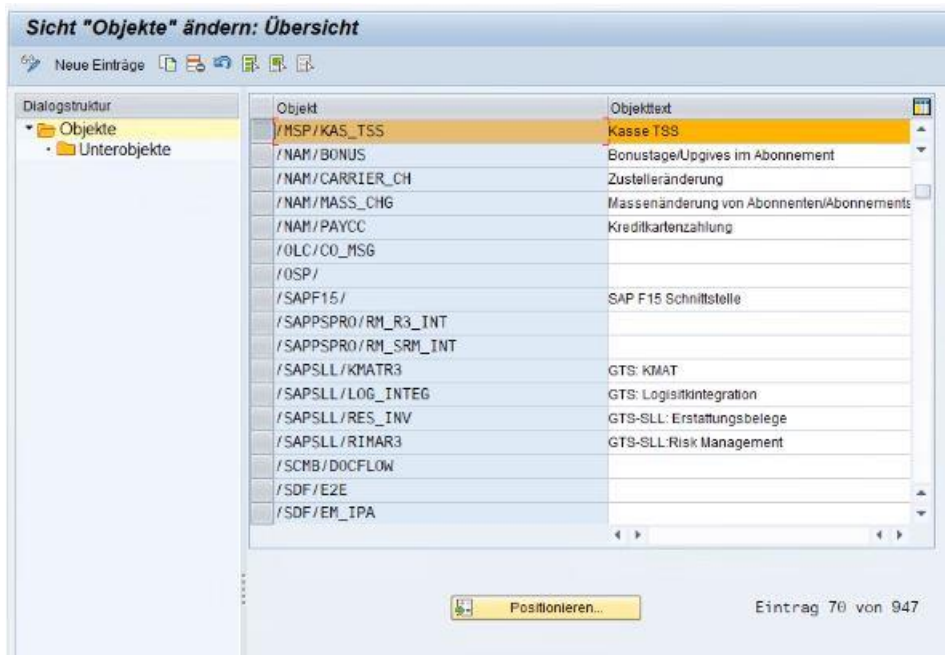 Sicht "Objekte" ändern: Übersicht
Neue Einträge
Dialogstruktur
Objekte
Unterobjekte
Objekt Objekttext
/MSP/KAS_TSS Kasse TSS
/NAM/BONUS Bonustage/Upgives im Abonnement
/NAM/CARRIER_CH Zustelleränderung
/NAM/MASS_CHG Massenänderung von Abonnenten/Abonnements
/NAM/PAYCC Kreditkartenzahlung
/OLC/CO_MSG
/OSP/
/SAPF15/ SAP F15 Schnittstelle
/SAPPSPRO/RM_R3_INT
/SAPPSPRO/RM_SRM_INT
/SAPSLL/KMATR3 GTS: KMAT
/SAPSLL/LOG_INTEG GTS: Logisitkintegration
/SAPSLL/RES_INV GTS-SLL: Erstattungsbelege
/SAPSLL/RIMAR3 GTS-SLL:Risk Management
/SCMB/DOCFLOW
/SDF/E2E
/SDF/EM_IPA
Positionieren... Eintrag 70 von 947